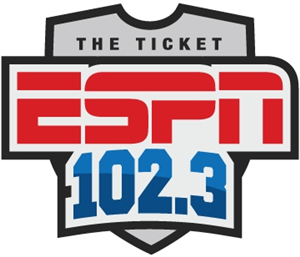 THE TICKET
ESPN
102.3